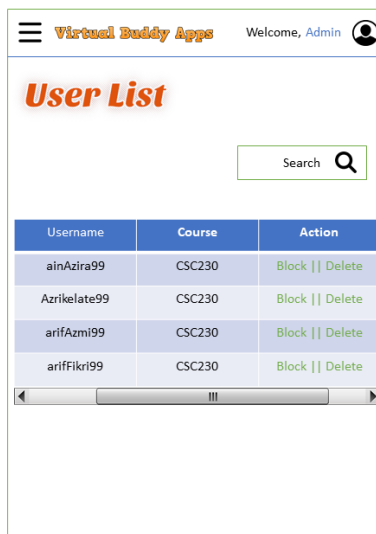 Virtual Buddy Apps Welcome, Admin
User List
Search
Username Course Action
ainAzira99 CSC230 Block || Delete
Azrikelate99 CSC230 Block || Delete
arifAzmi99 CSC230 Block || Delete
arifFikri99 CSC230 Block || Delete